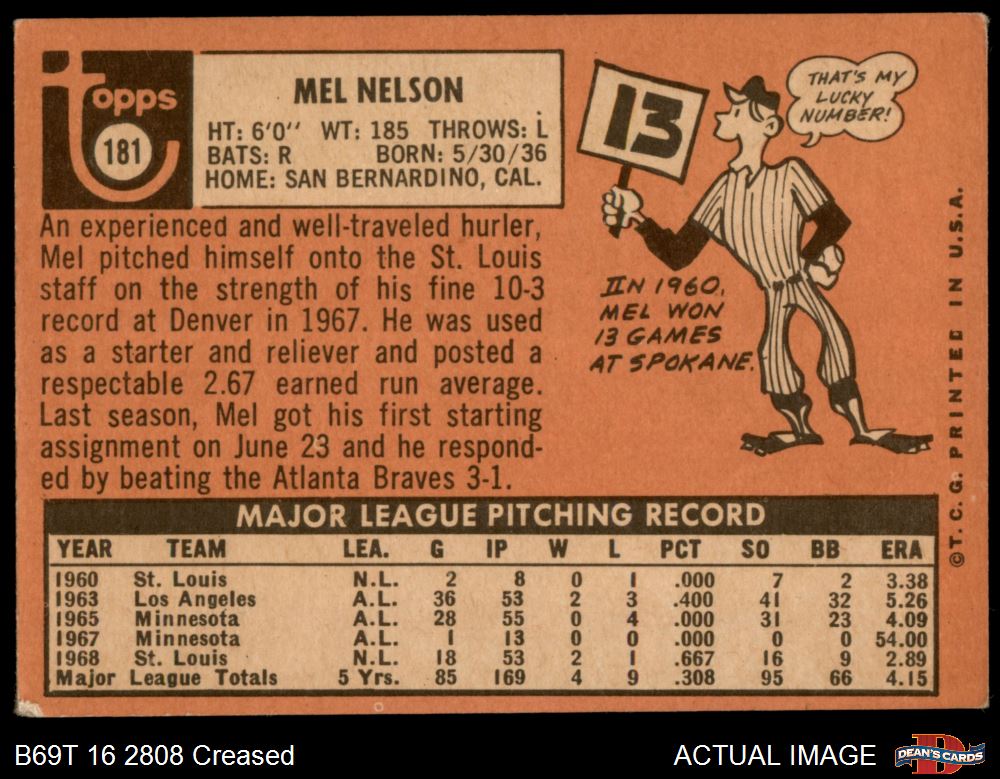 Topps
181
MEL NELSON
HT: 6'0" WT: 185 THROWS: L
BATS: R BORN: 5/30/36
HOME: SAN BERNARDINO, CAL.
An experienced and well-traveled hurler,
Mel pitched himself onto the St. Louis
staff on the strength of his fine 10-3
record at Denver in 1967. He was used
as a starter and reliever and posted a
respectable 2.67 earned run average.
Last season, Mel got his first starting
assignment on June 23 and he respond-
ed by beating the Atlanta Braves 3-1.
13
THAT'S MY
LUCKY
NUMBER!
IN 1960,
MEL WON
13 GAMES
AT SPOKANE.
©T.C.G. PRINTED IN U.S.A.
MAJOR LEAGUE PITCHING RECORD
YEAR TEAM LEA. G IP W L PCT SO BB ERA
1960 St. Louis N.L. 2 8 0 1 .000 7 2 3.38
1963 Los Angeles A.L. 36 53 2 3 .400 41 32 5.26
1965 Minnesota A.L. 28 55 0 4 .000 31 23 4.09
1967 Minnesota A.L. 1 13 0 0 .000 0 0 54.00
1968 St. Louis N.L. 18 53 2 1 .667 16 9 2.89
Major League Totals 5 Yrs. 85 169 4 9 .308 95 66 4.15
B69T 16 2808 Creased
ACTUAL IMAGE
DEAN'S CARDS